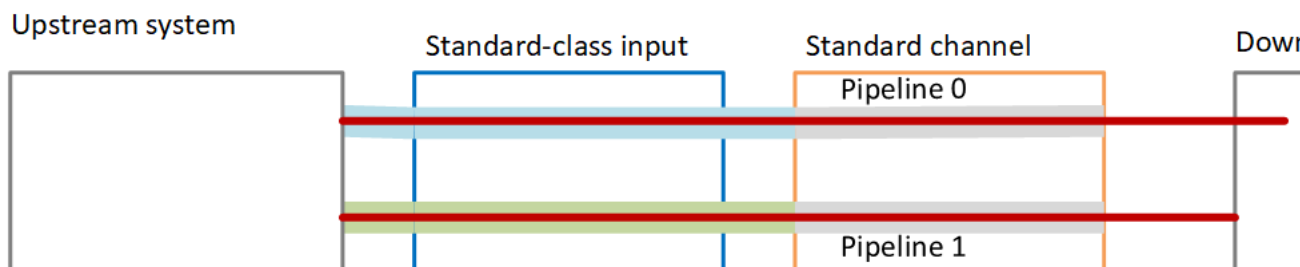 Upstream system
Standard-class input
Standard channel
Pipeline 0
Pipeline 1